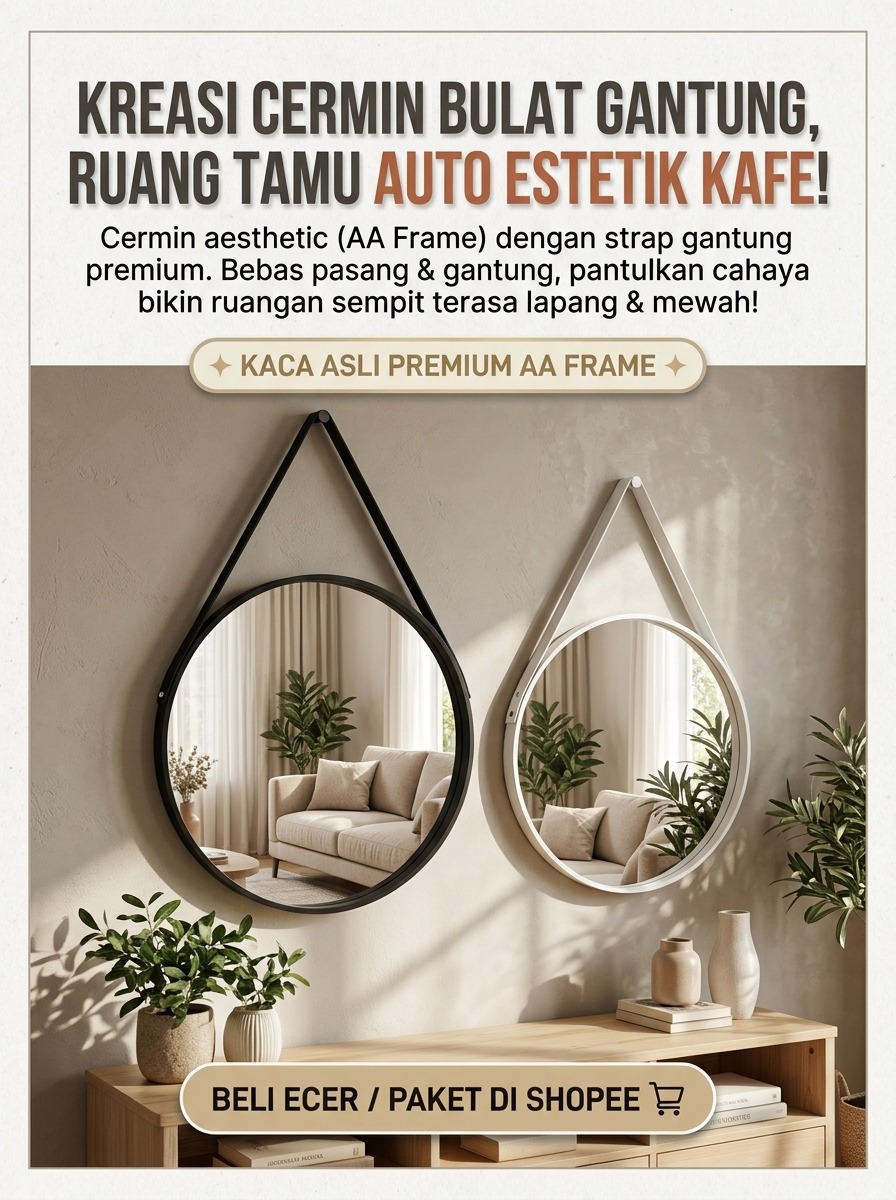 KREASI CERMIN BULAT GANTUNG,
RUANG TAMU AUTO ESTETIK KAFE!
Cermin aesthetic (AA Frame) dengan strap gantung
premium. Bebas pasang & gantung, pantulkan cahaya
bikin ruangan sempit terasa lapang & mewah!
✦ KACA ASLI PREMIUM AA FRAME ✦
BELI ECER / PAKET DI SHOPEE